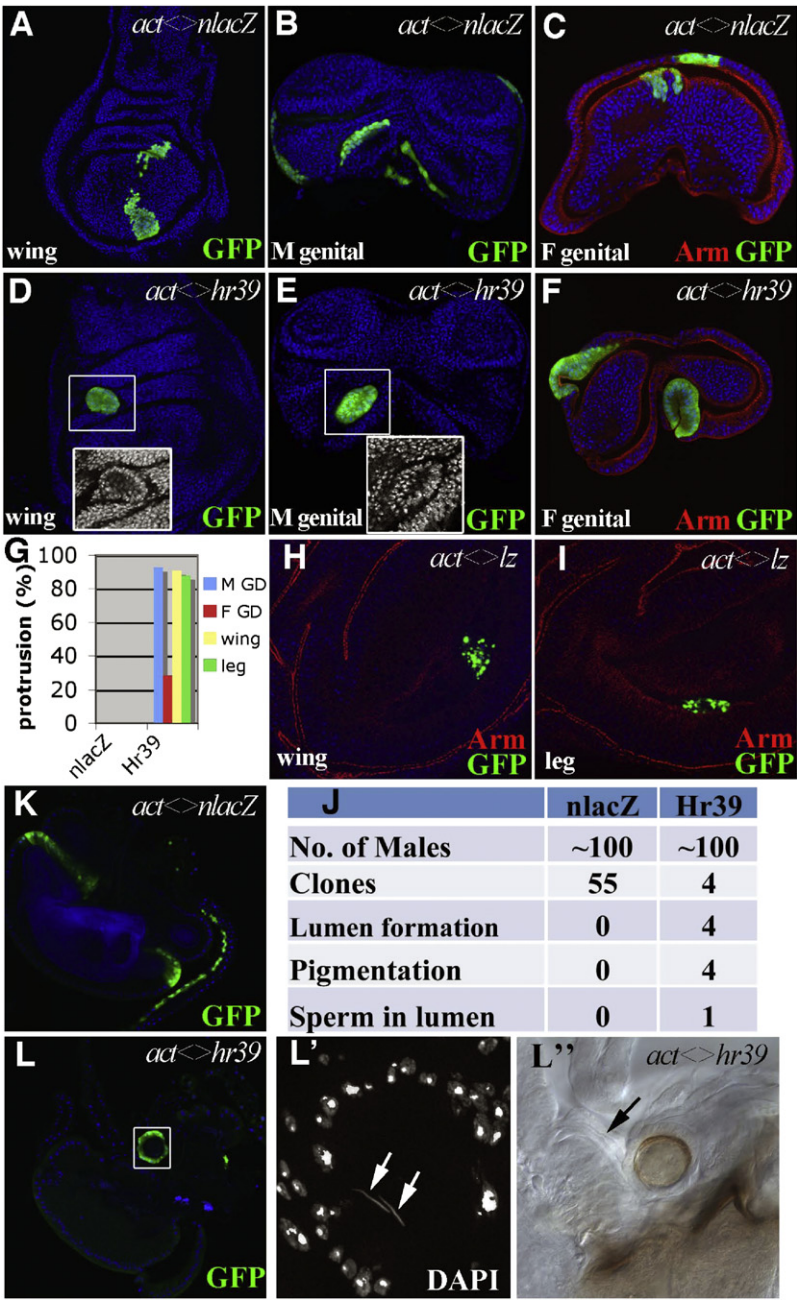 A act<>nlacZ
wing GFP
B act<>nlacZ
M genital GFP
C act<>nlacZ
F genital Arm GFP
D act<>hr39
wing GFP
E act<>hr39
M genital GFP
F act<>hr39
F genital Arm GFP
G
protrusion (%)
100
80
60
40
20
0
nlacZ
Hr39
M GD
F GD
wing
leg
H act<>lz
wing Arm
GFP
I act<>lz
leg Arm
GFP
K act<>nlacZ
GFP
J nlacZ Hr39
No. of Males ~100 ~100
Clones 55 4
Lumen formation 0 4
Pigmentation 0 4
Sperm in lumen 0 1
L act<>hr39
GFP
L'
DAPI
L'' act<>hr39